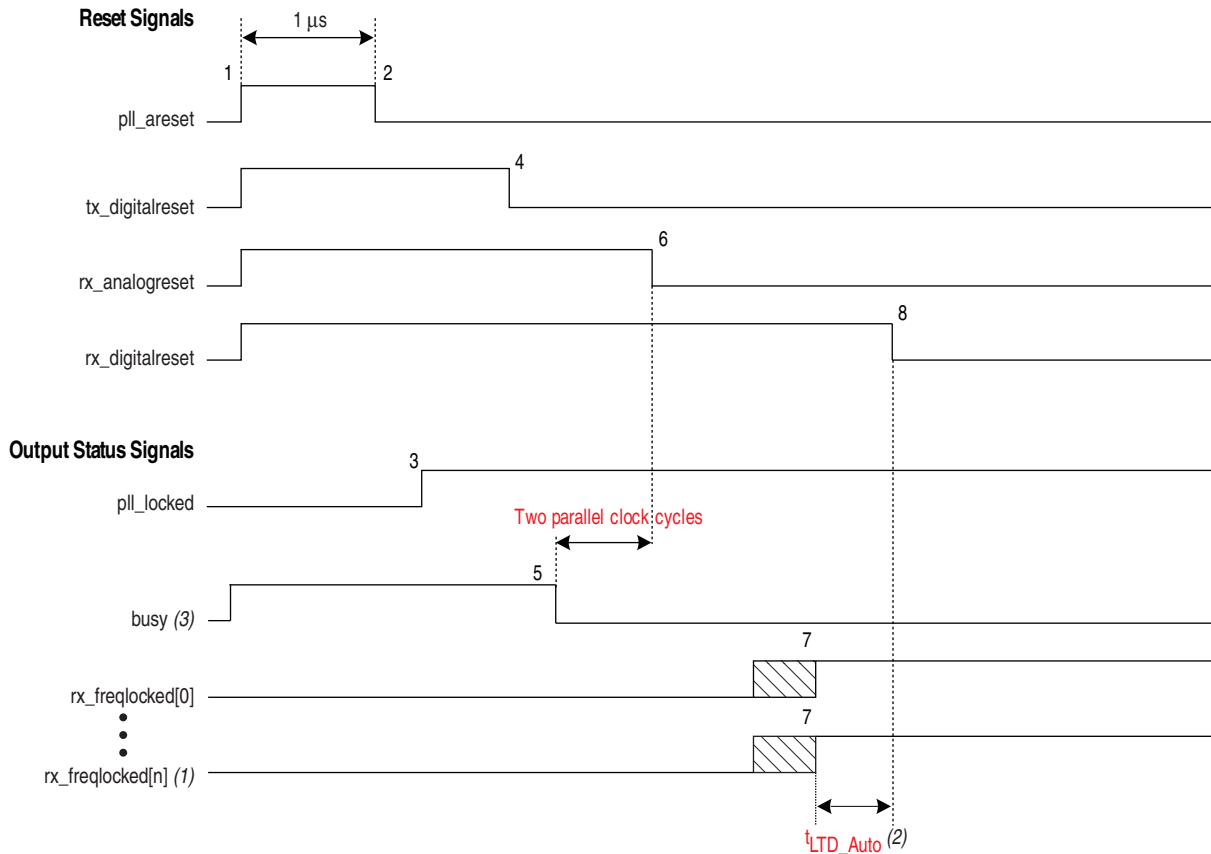 Reset Signals
1 μs
1
2
pll_areset
4
tx_digitalreset
6
rx_analogreset
8
rx_digitalreset
Output Status Signals
3
pll_locked
Two parallel clock cycles
5
busy (3)
7
rx_freqlocked[0]
7
rx_freqlocked[n] (1)
tLTD_Auto (2)